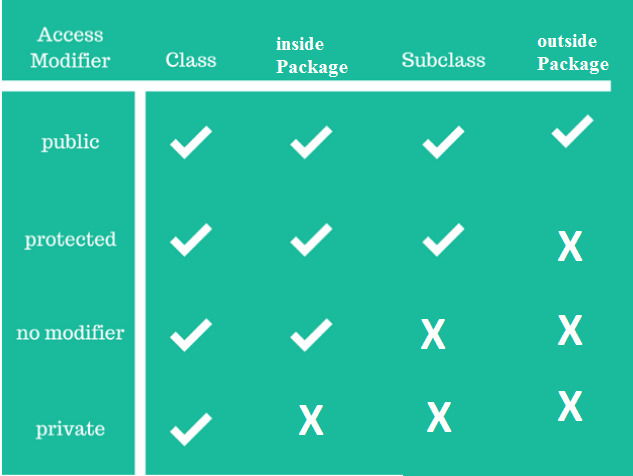 Access Modifier Class inside Package Subclass outside Package
public ✓ ✓ ✓ ✓
protected ✓ ✓ ✓ X
no modifier ✓ ✓ X X
private ✓ X X X